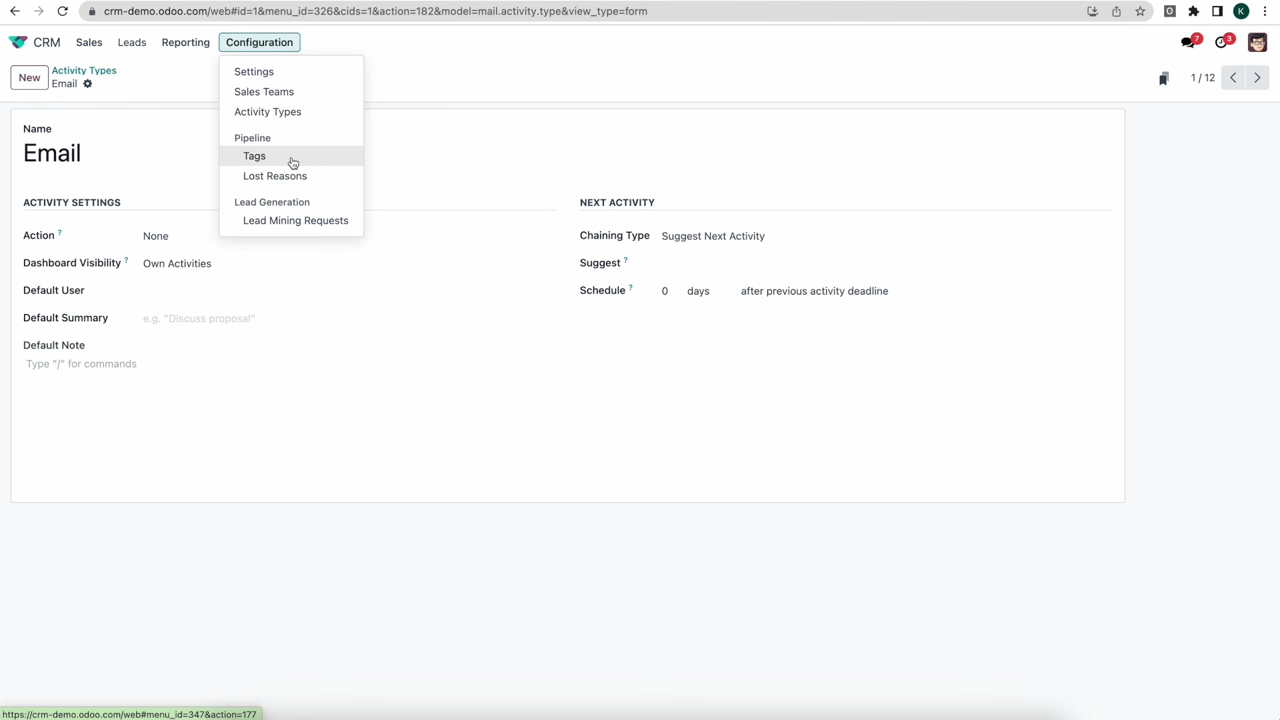 crm-demo.odoo.com/web#id=1&menu_id=326&cids=1&action=182&model=mail.activity.type&view_type=form
O
K
CRM Sales Leads Reporting Configuration
7
3
New
Activity Types
Email
1 / 12
Settings
Sales Teams
Activity Types
Pipeline
Tags
Lost Reasons
Lead Generation
Lead Mining Requests
Name
Email
ACTIVITY SETTINGS
Action ?
None
Dashboard Visibility ?
Own Activities
Default User
Default Summary
e.g. "Discuss proposal"
Default Note
Type "/" for commands
NEXT ACTIVITY
Chaining Type
Suggest Next Activity
Suggest ?
Schedule ?
0 days after previous activity deadline
https://crm-demo.odoo.com/web#menu_id=347&action=177